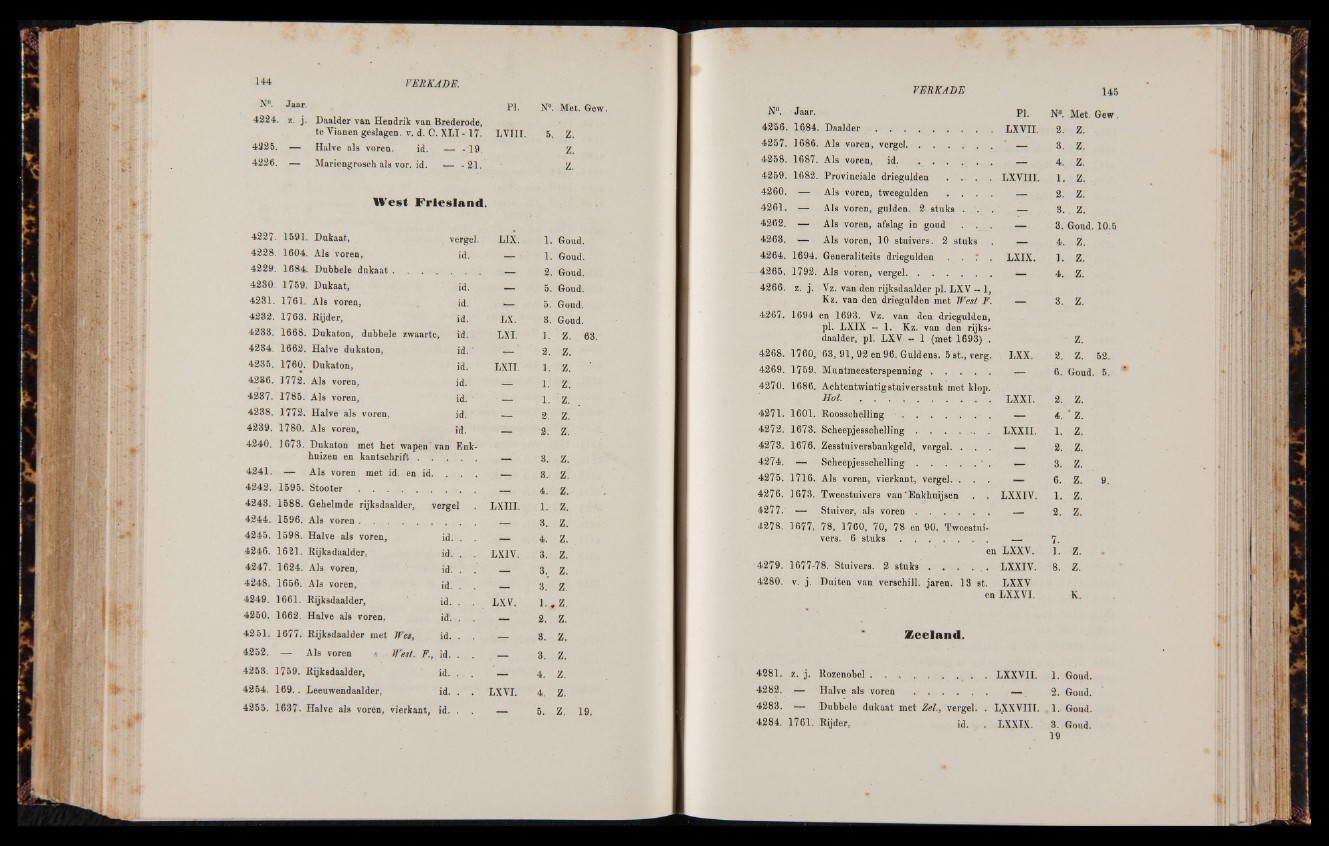 144 VERKADE.
N°. Jaar. Pl. N°. Met. Gew.
4224. z. j. Daalder van Hendrik van Brederode,
te Vianen geslagen. v. d. C. XLI - 17. LVIII. 5. Z.
4225. — Halve als voren. id. — - 19 Z.
4226. — Mariengrosch als vor. id. — - 21. Z.
West Friesland.
4227. 1591. Dukaat, vergel. LIX. 1. Goud.
4228. 1604. Als voren, id. — 1. Goud.
4229. 1684. Dubbele dukaat . . . . . . . — 2. Goud.
4230. 1759. Dukaat, id. — 5. Goud.
4231. 1761. Als voren, id. — 5. Goud.
4232. 1763. Rijder, id. LX. 3. Goud.
4233. 1668. Dukaton, dubbele zwaarte, id. LXI. 1. Z. 63.
4234. 1662. Halve dukaton, id. — 2. Z.
4235. 1760. Dukaton, id. LXII. 1. Z.
4236. 1772. Als voren, id. — 1. Z.
4237. 1785. Als voren, id. — 1. Z.
4238. 1772. Halve als voren, id. — 2. Z.
4239. 1780. Als voren, id. — 2. Z.
4240. 1673. Dukaton met het wapen van Enk-
huizen en kantschrift . . . . . — 3. Z.
4241. — Als voren met id. en id. . . . — 3. Z.
4242. 1595. Stooter . . . . . . . . . — 4. Z.
4243. 1588. Gehelmde rijksdaalder, vergel . LXIII. 1. Z.
4244. 1596. Als voren . . . . . . . . . — 3. Z.
4245. 1598. Halve als voren, id. . . — 4. Z.
4246. 1621. Rijksdaalder, id. . . LXIV. 3. Z.
4247. 1624. Als voren, id. . . — 3. Z.
4248. 1656. Als voren, id. . . — 3. Z.
4249. 1661. Rijksdaalder, id. . . LXV. 1. Z.
4250. 1662. Halve als voren, id. . . — 2. Z.
4251. 1677. Rijksdaalder met Wes, id. . . — 3. Z.
4252. — Als voren » West. F., id. . . — 3. Z.
4253. 1759. Rijksdaalder, id. . . — 4. Z.
4254. 169.. Leeuwendaalder, id. . . LXVI. 4. Z.
4255. 1637. Halve als voren, vierkant, id. . . — 5. Z. 19.
VERKADE 145
N°. Jaar. Pl. N°. Met. Gew.
4256. 1684. Daalder . . . . . . . . . LXVII. 2. Z.
4257. 1686. Als voren, vergel. . . . . . . — 3. Z.
4258. 1687. Als voren, id. . . . . . . — 4. Z.
4259. 1682. Provinciale driegulden . . . . LXVIII. 1. Z.
4260. — Als voren, tweegulden . . . . — 2. Z.
4261. — Als voren, gulden. 2 stuks . . . — 3. Z.
4262. — Als voren, afslag in goud . . . — 3. Goud. 10.5
4263. — Als voren, 10 stuivers. 2 stuks . — 4. Z.
4264. 1694. Generaliteits driegulden . . . . LXIX. 1. Z.
4265. 1792. Als voren, vergel. . . . . . . — 4. Z.
4266. z. j. Vz. van den rijksdaalder pl. LXV - 1,
Kz. van den driegulden met West F. — 3. Z.
4267. 1694 en 1693. Vz. van den driegulden,
pl. LXIX - 1. Kz. van den rijks-
daalder, pl. LXV - 1 (met 1693) . Z.
4268. 1760, 63, 91, 92 en 96. Guldens. 5 st., verg. LXX. 2. Z. 52.
4269. 1759. Muntmeesterspenning . . . . . — 6. Goud. 5.
4270. 1686. Achtentwintigstuiversstuk met klop.
Hol. . . . . . . . . . . LXXI. 2. Z.
4271. 1601. Roosschelling . . . . . . . — 4. Z.
4272. 1673. Scheepjesschelling . . . . . . LXXII. 1. Z.
4273. 1676. Zesstuiversbankgeld, vergel. . . . — 2. Z.
4274. — Scheepjesschelling . . . . . . . — 3. Z.
4275. 1716. Als voren, vierkant, vergel. . . . — 6. Z. 9.
4276. 1673. Tweestuivers van Enkhuijsen . . LXXIV. 1. Z.
4277. — Stuiver, als voren . . . . . . — 2. Z.
4278. 1677, 78, 1760, 70, 78 en 90. Tweestui-
vers. 6 stuks . . . . . . . — 7.
en LXXV. 1. Z.
4279. 1677-78. Stuivers. 2 stuks . . . . . LXXIV. 8. Z.
4280. v. j. Duiten van verschill. jaren. 13 st. LXXV
en LXXVI. K.
Zeeland.
4281. z. j. Rozenobel . . . . . . . . . LXXVII. 1. Goud.
4282. — Halve als voren . . . . . . — 2. Goud.
4283. — Dubbele dukaat met Zel., vergel. . LXXVIII. 1. Goud.
4284. 1761. Rijder, id. . LXXIX. 3. Goud.
19